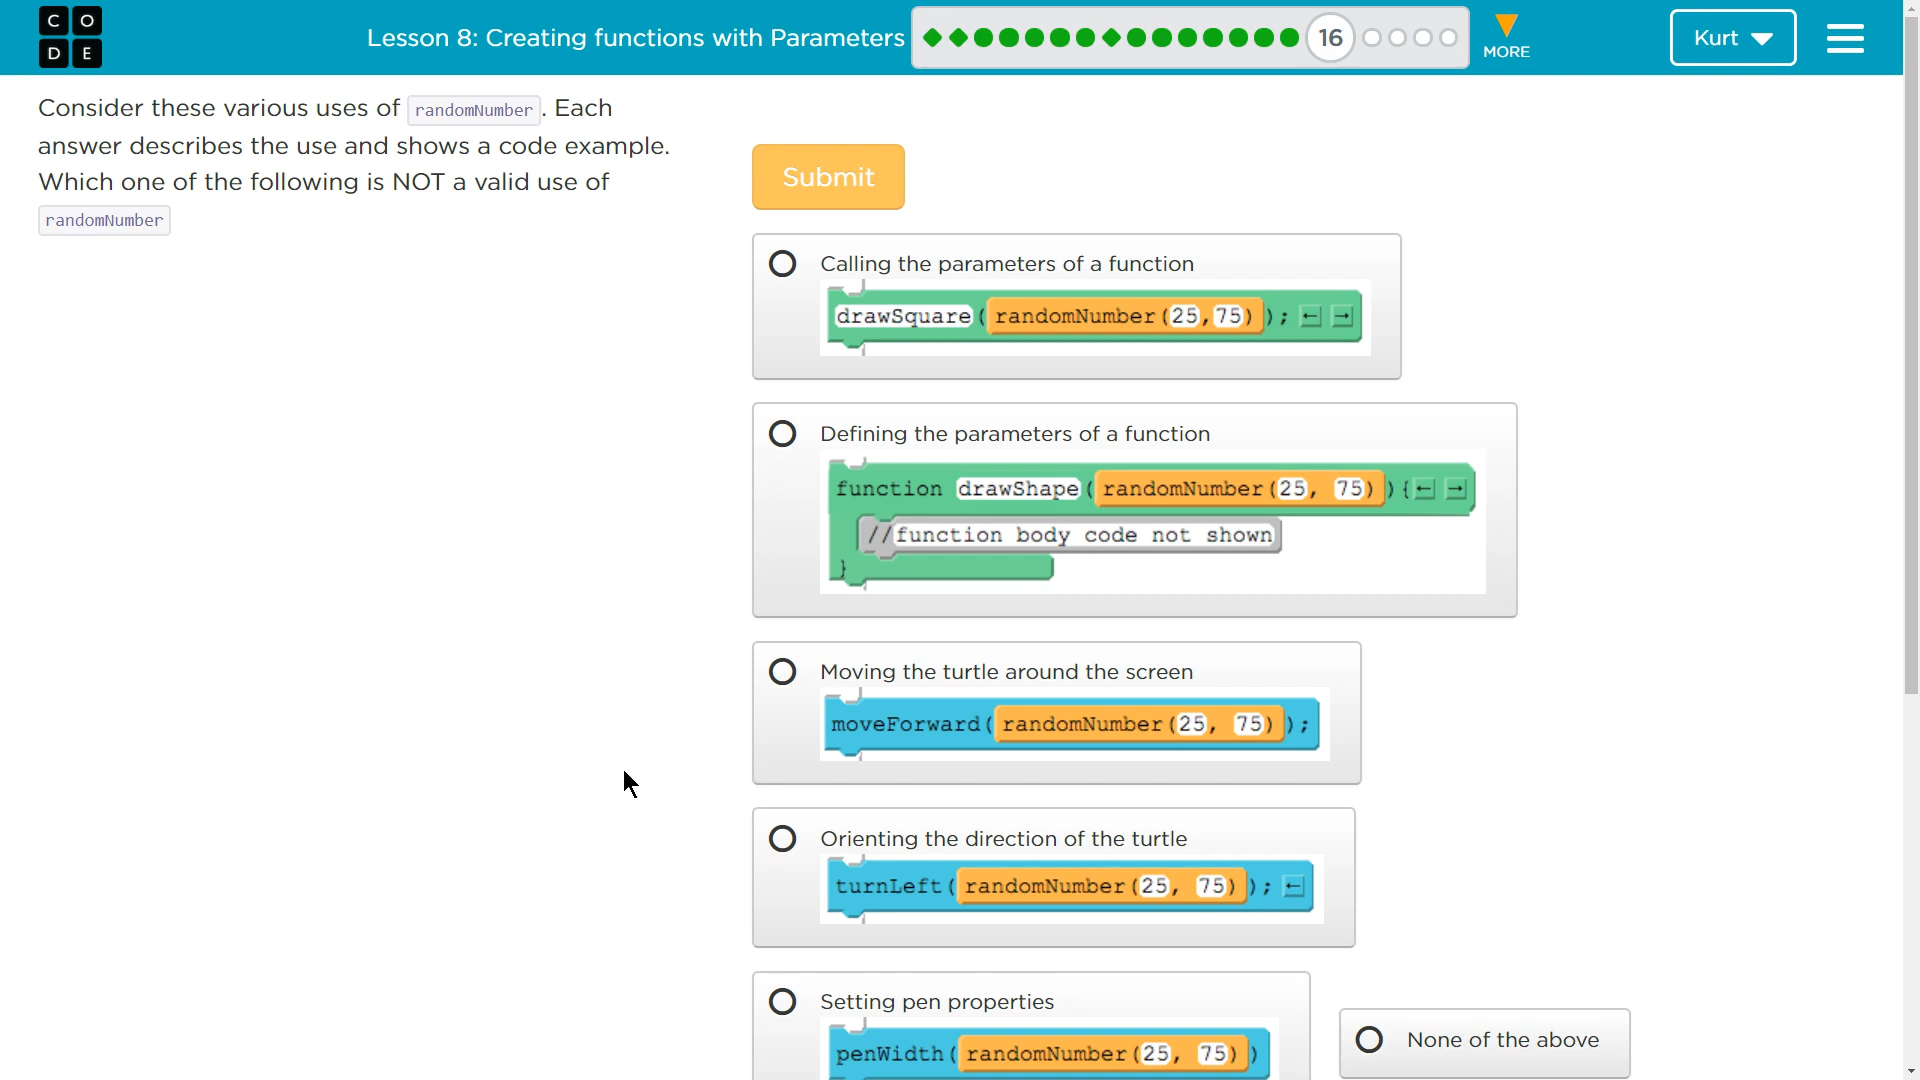 C O
D E
Lesson 8: Creating functions with Parameters
16
MORE
Kurt
Consider these various uses of randomNumber. Each
answer describes the use and shows a code example.
Which one of the following is NOT a valid use of
randomNumber
Submit
Calling the parameters of a function
drawSquare(randomNumber(25,75)); ← →
Defining the parameters of a function
function drawShape(randomNumber(25, 75)){ ← →
//function body code not shown
}
Moving the turtle around the screen
moveForward(randomNumber(25, 75));
Orienting the direction of the turtle
turnLeft(randomNumber(25, 75)); ←
Setting pen properties
penWidth(randomNumber(25, 75))
None of the above